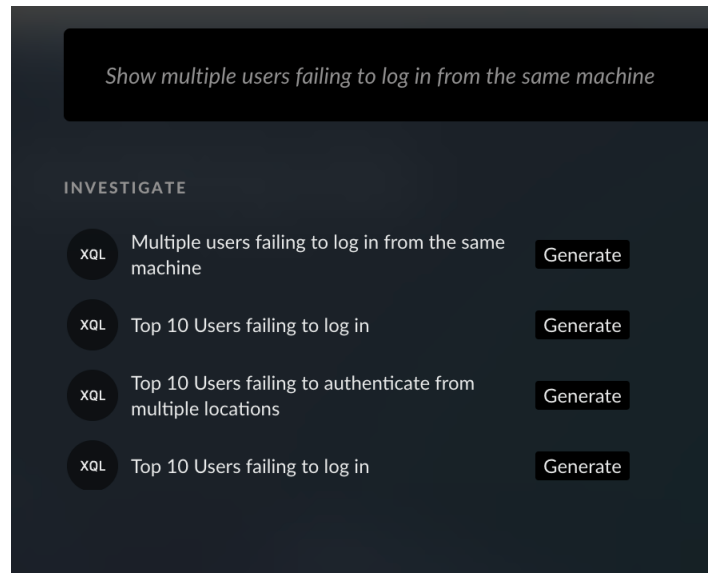 Show multiple users failing to log in from the same machine
INVESTIGATE
XQL
Multiple users failing to log in from the same
machine
Generate
XQL
Top 10 Users failing to log in
Generate
XQL
Top 10 Users failing to authenticate from
multiple locations
Generate
XQL
Top 10 Users failing to log in
Generate